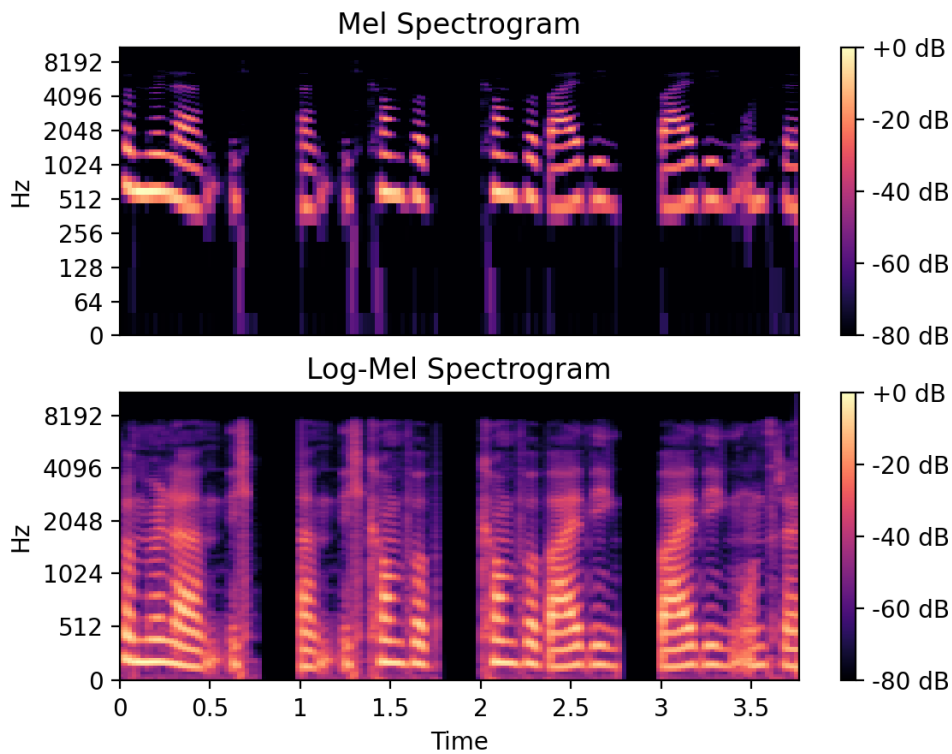 Mel Spectrogram
Hz
8192
4096
2048
1024
512
256
128
64
0
+0 dB
-20 dB
-40 dB
-60 dB
-80 dB
Log-Mel Spectrogram
Hz
8192
4096
2048
1024
512
0
+0 dB
-20 dB
-40 dB
-60 dB
-80 dB
0 0.5 1 1.5 2 2.5 3 3.5
Time